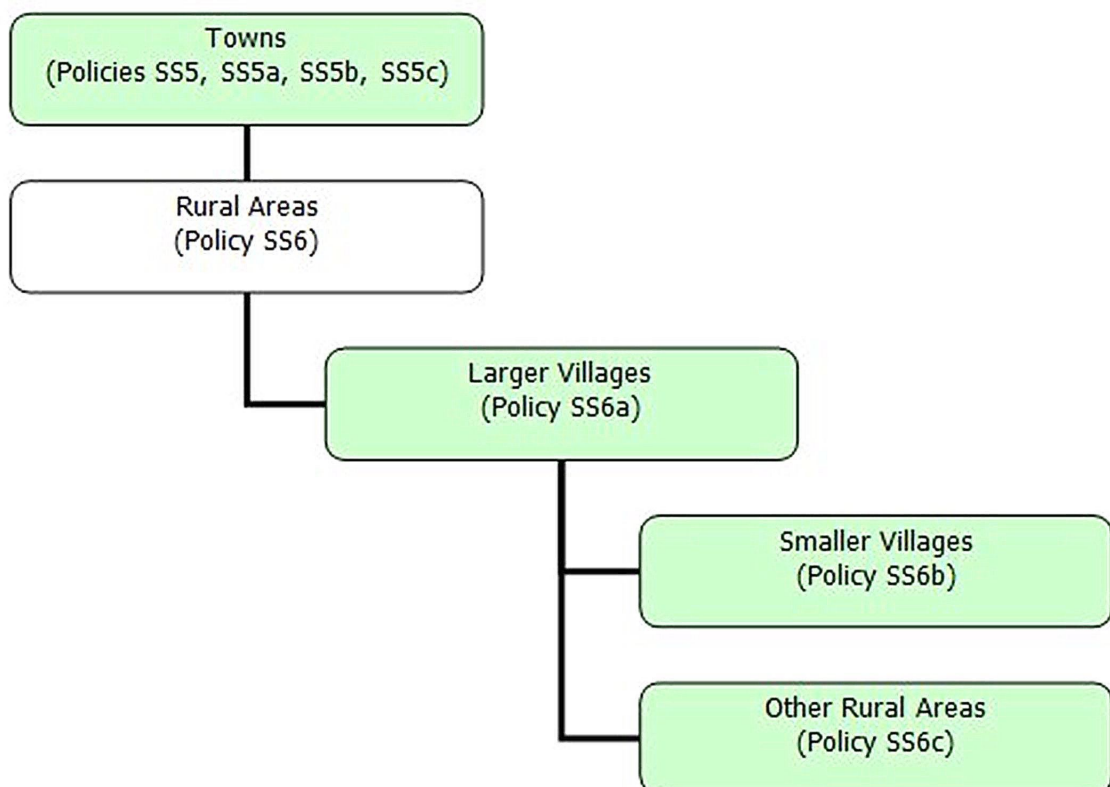 Towns
(Policies SS5, SS5a, SS5b, SS5c)
Rural Areas
(Policy SS6)
Larger Villages
(Policy SS6a)
Smaller Villages
(Policy SS6b)
Other Rural Areas
(Policy SS6c)